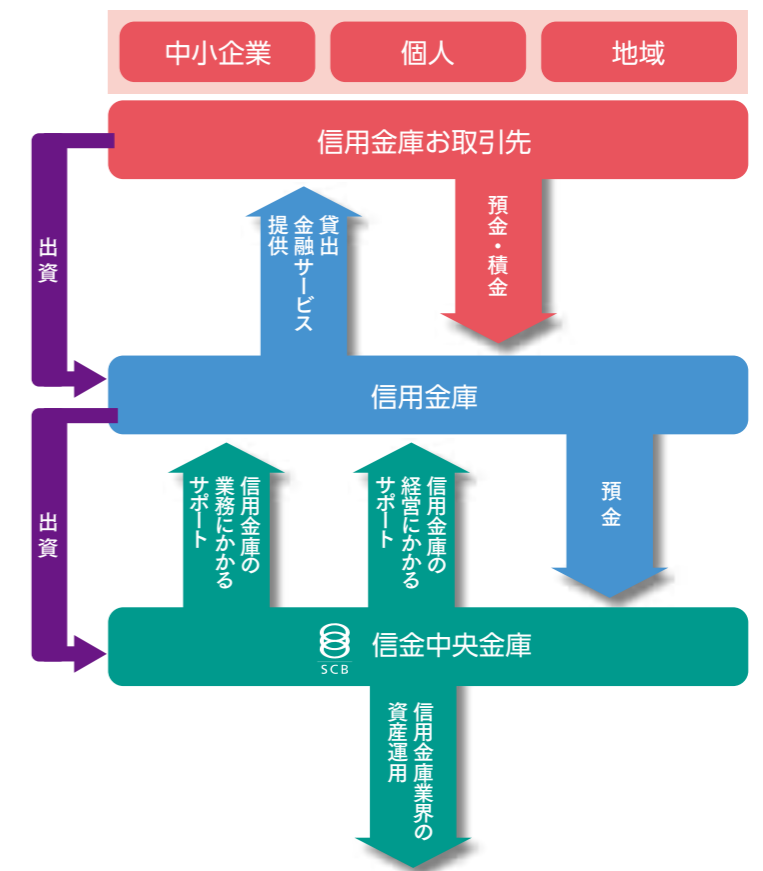 中小企業
個人
地域
信用金庫お取引先
出資
貸出
金融サービス
提供
預金・積金
信用金庫
出資
信用金庫の
業務にかかる
サポート
信用金庫の
経営にかかる
サポート
預金
SCB
信金中央金庫
信用金庫業界の
資産運用